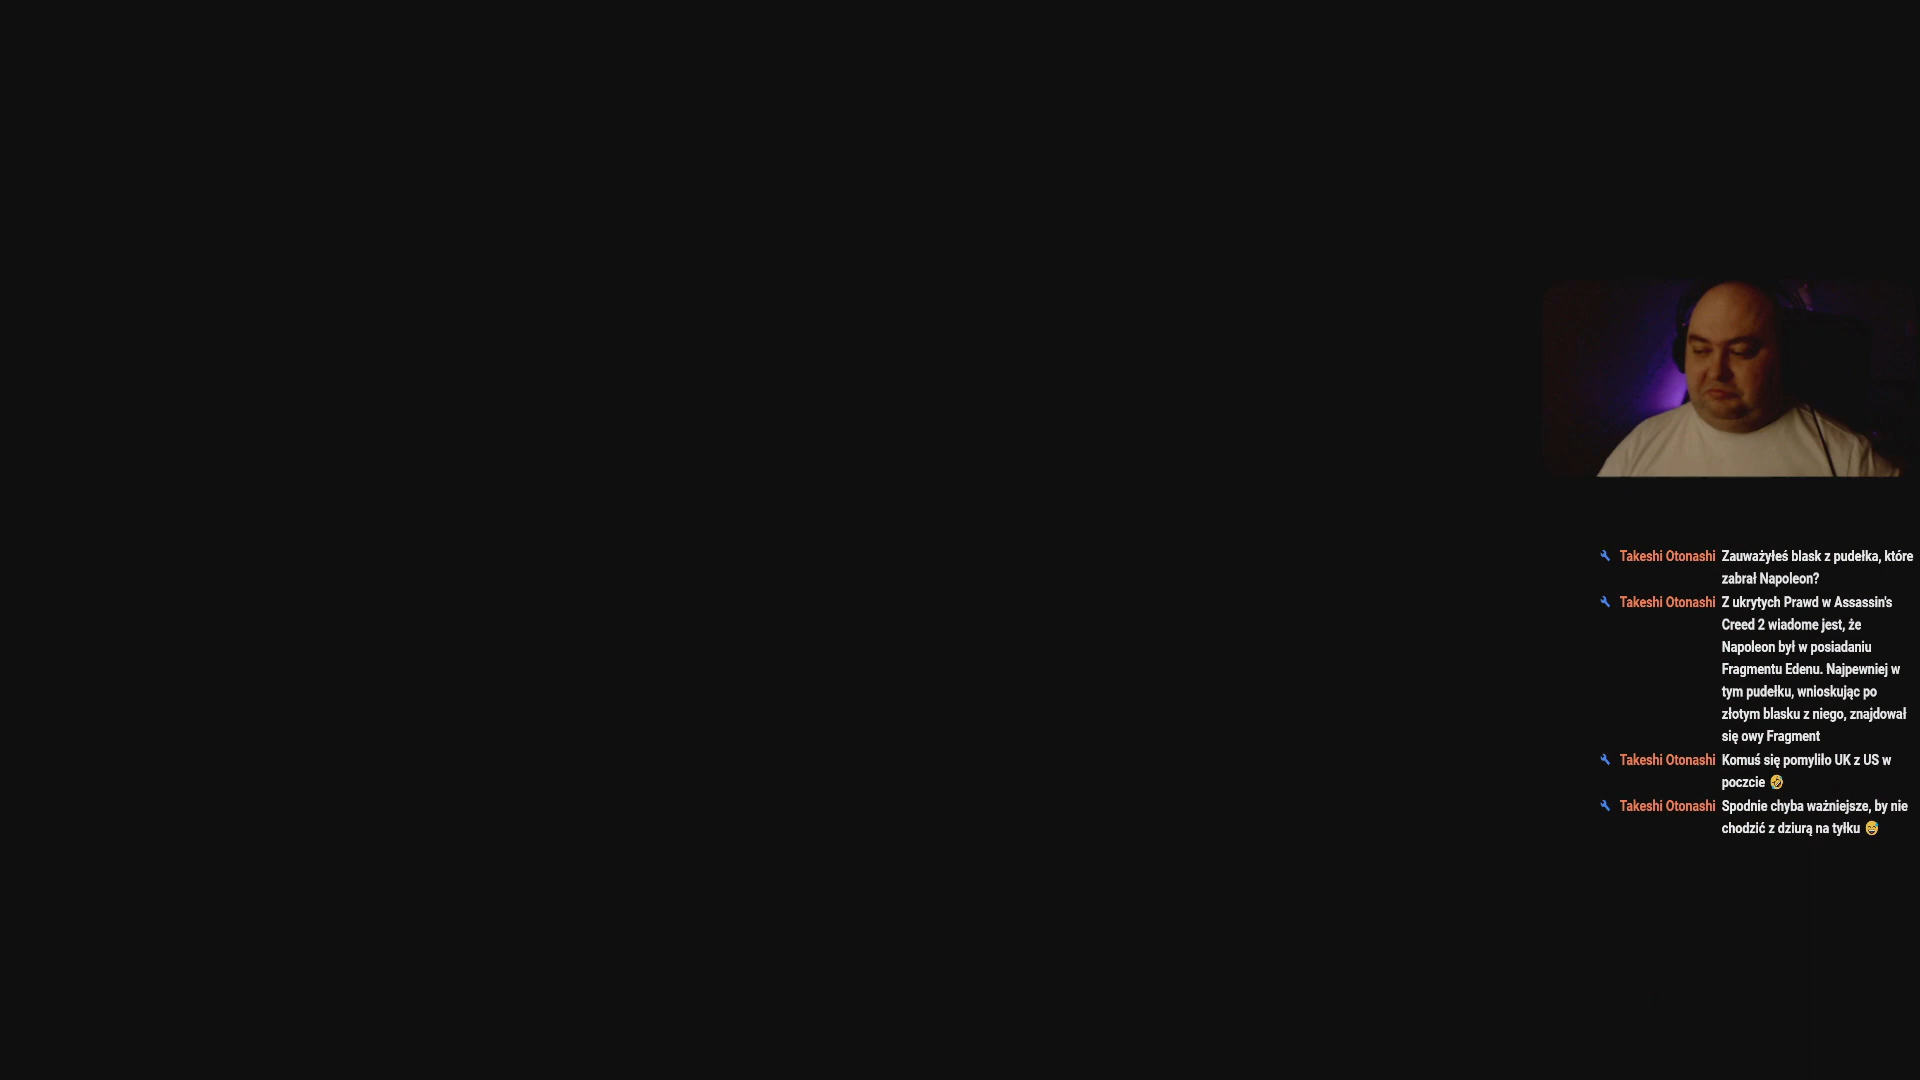 Takeshi Otonashi Zauważyłeś blask z pudełka, które
zabrał Napoleon?
Takeshi Otonashi Z ukrytych Prawd w Assassin's
Creed 2 wiadome jest, że
Napoleon był w posiadaniu
Fragmentu Edenu. Najpewniej w
tym pudełku, wnioskując po
złotym blasku z niego, znajdował
się owy Fragment
Takeshi Otonashi Komuś się pomyliło UK z US w
poczcie 🤣
Takeshi Otonashi Spodnie chyba ważniejsze, by nie
chodzić z dziurą na tyłku 😅